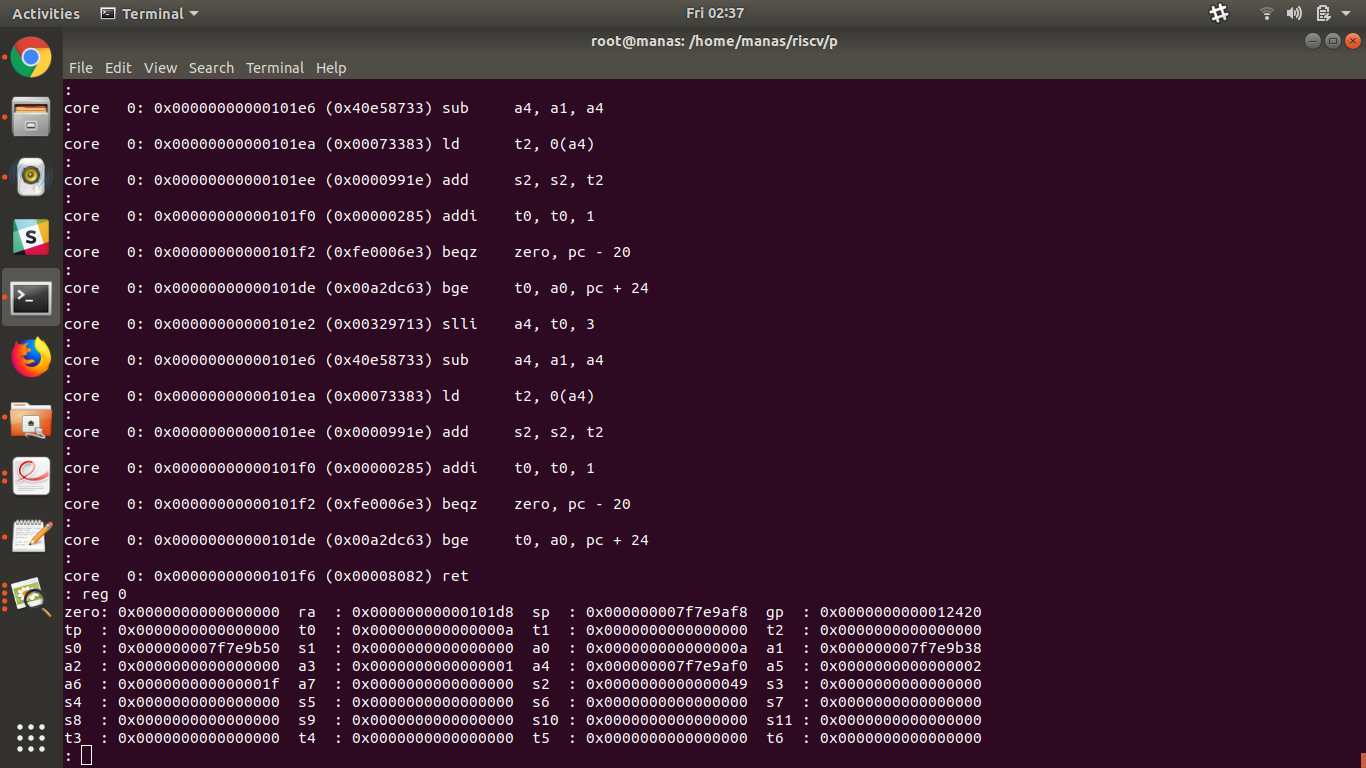 Activities Terminal Fri 02:37
root@manas: /home/manas/riscv/p
File Edit View Search Terminal Help
:
core   0: 0x00000000000101e6 (0x40e58733) sub     a4, a1, a4
:
core   0: 0x00000000000101ea (0x00073383) ld      t2, 0(a4)
:
core   0: 0x00000000000101ee (0x0000991e) add     s2, s2, t2
:
core   0: 0x00000000000101f0 (0x00000285) addi    t0, t0, 1
:
core   0: 0x00000000000101f2 (0xfe0006e3) beqz    zero, pc - 20
:
core   0: 0x00000000000101de (0x00a2dc63) bge     t0, a0, pc + 24
:
core   0: 0x00000000000101e2 (0x00329713) slli    a4, t0, 3
:
core   0: 0x00000000000101e6 (0x40e58733) sub     a4, a1, a4
:
core   0: 0x00000000000101ea (0x00073383) ld      t2, 0(a4)
:
core   0: 0x00000000000101ee (0x0000991e) add     s2, s2, t2
:
core   0: 0x00000000000101f0 (0x00000285) addi    t0, t0, 1
:
core   0: 0x00000000000101f2 (0xfe0006e3) beqz    zero, pc - 20
:
core   0: 0x00000000000101de (0x00a2dc63) bge     t0, a0, pc + 24
:
core   0: 0x00000000000101f6 (0x00008082) ret
: reg 0
zero: 0x0000000000000000  ra  : 0x00000000000101d8  sp  : 0x000000007f7e9af8  gp  : 0x0000000000012420
tp  : 0x0000000000000000  t0  : 0x000000000000000a  t1  : 0x0000000000000000  t2  : 0x0000000000000000
s0  : 0x000000007f7e9b50  s1  : 0x0000000000000000  a0  : 0x000000000000000a  a1  : 0x000000007f7e9b38
a2  : 0x0000000000000000  a3  : 0x0000000000000001  a4  : 0x000000007f7e9af0  a5  : 0x0000000000000002
a6  : 0x000000000000001f  a7  : 0x0000000000000000  s2  : 0x0000000000000049  s3  : 0x0000000000000000
s4  : 0x0000000000000000  s5  : 0x0000000000000000  s6  : 0x0000000000000000  s7  : 0x0000000000000000
s8  : 0x0000000000000000  s9  : 0x0000000000000000  s10 : 0x0000000000000000  s11 : 0x0000000000000000
t3  : 0x0000000000000000  t4  : 0x0000000000000000  t5  : 0x0000000000000000  t6  : 0x0000000000000000
: